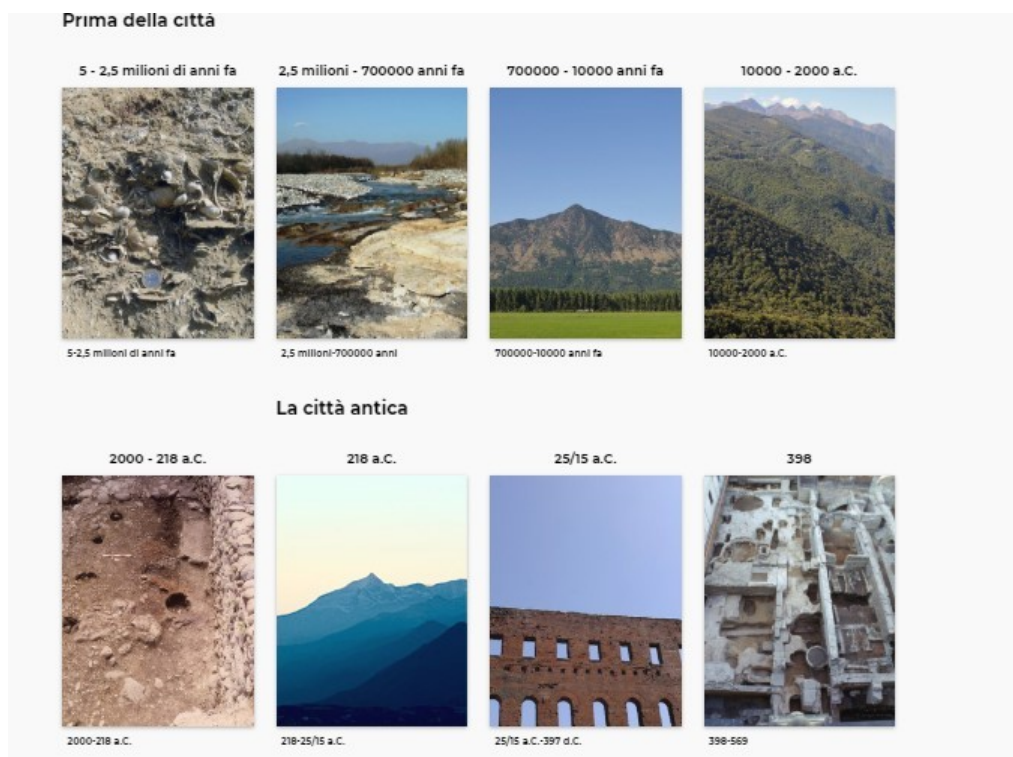 Prima della città
5 - 2,5 milioni di anni fa
2,5 milioni - 700000 anni fa
700000 - 10000 anni fa
10000 - 2000 a.C.
5-2,5 milioni di anni fa
2,5 milioni-700000 anni
700000-10000 anni fa
10000-2000 a.C.
La città antica
2000 - 218 a.C.
218 a.C.
25/15 a.C.
398
2000-218 a.C.
218-25/15 a.C.
25/15 a.C.-397 d.C.
398-569